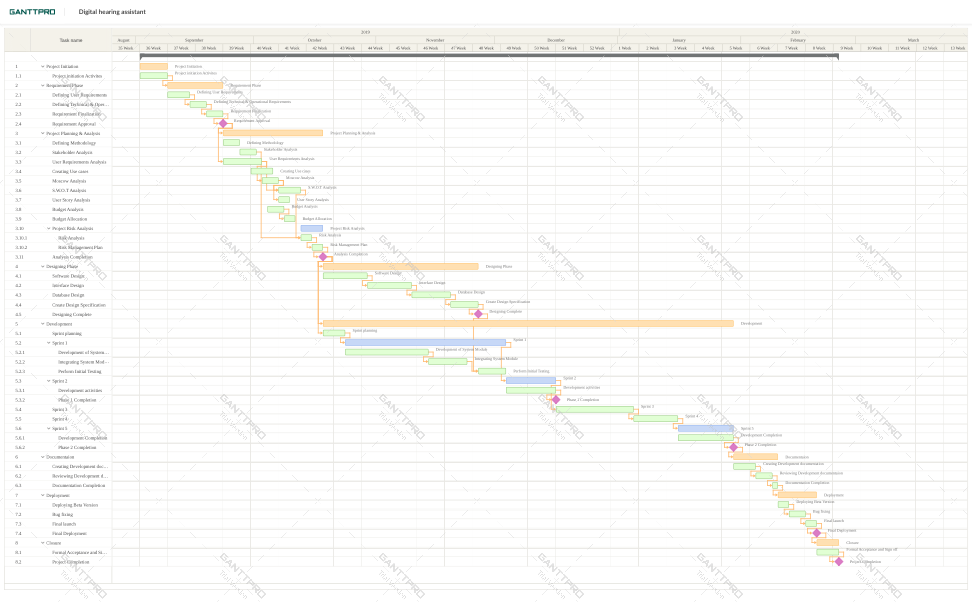 GANTTPRO Digital hearing assistant
2019 2020
Task name August September October November December January February March
35 Week 36 Week 37 Week 38 Week 39 Week 40 Week 41 Week 42 Week 43 Week 44 Week 45 Week 46 Week 47 Week 48 Week 49 Week 50 Week 51 Week 52 Week 1 Week 2 Week 3 Week 4 Week 5 Week 6 Week 7 Week 8 Week 9 Week 10 Week 11 Week 12 Week 13 Week
1 Project Initiation Project Initiation
1.1 Project Initiation Activities Project Initiation Activities
2 Requirement Phase Requirement Phase
2.1 Defining User Requirements Defining User Requirements
2.2 Defining Technical & Oper... Defining Technical & Operational Requirement
2.3 Requirement Finalization Requirement Finalization
2.4 Requirement Approval Requirement Approval
3 Project Planning & Analysis Project Planning & Analysis
3.1 Defining Methodology Defining Methodology
3.2 Stakeholder Analysis Stakeholder Analysis
3.3 User Requirements Analysis User Requirements Analysis
3.4 Creating Use cases Creating Use cases
3.5 Moscow Analysis Moscow Analysis
3.6 S.W.O.T Analysis S.W.O.T Analysis
3.7 User Story Analysis User Story Analysis
3.8 Budget Analysis Budget Analysis
3.9 Budget Allocation Budget Allocation
3.10 Project Risk Analysis Project Risk Analysis
3.10.1 Risk Analysis Risk Analysis
3.10.2 Risk Management Plan Risk Management Plan
3.11 Analysis Completion Analysis Completion
4 Designing Phase Designing Phase
4.1 Software Design Software Design
4.2 Interface Design Interface Design
4.3 Database Design Database Design
4.4 Create Design Specification Create Design Specification
4.5 Designing Complete Designing Complete
5 Development Development
5.1 Sprint planning Sprint planning
5.2 Sprint 1 Sprint 1
5.2.1 Development of System... Development of System Module
5.2.2 Integrating System Mod... Integrating System Module
5.2.3 Perform Initial Testing Perform Initial Testing
5.3 Sprint 2 Sprint 2
5.3.1 Development activities Development activities
5.3.2 Phase 1 Completion Phase 1 Completion
5.4 Sprint 3 Sprint 3
5.5 Sprint 4 Sprint 4
5.6 Sprint 5 Sprint 5
5.6.1 Development Completion Development Completion
5.6.2 Phase 2 Completion Phase 2 Completion
6 Documentation Documentation
6.1 Creating Development doc... Creating Development documentation
6.2 Reviewing Development d... Reviewing Development documentation
6.3 Documentation Completion Documentation Completion
7 Deployment Deployment
7.1 Deploying Beta Version Deploying Beta Version
7.2 Bug fixing Bug fixing
7.3 Final launch Final launch
7.4 Final Deployment Final Deployment
8 Closure Closure
8.1 Formal Acceptance and Si... Formal Acceptance and Sign off
8.2 Project Completion Project Completion